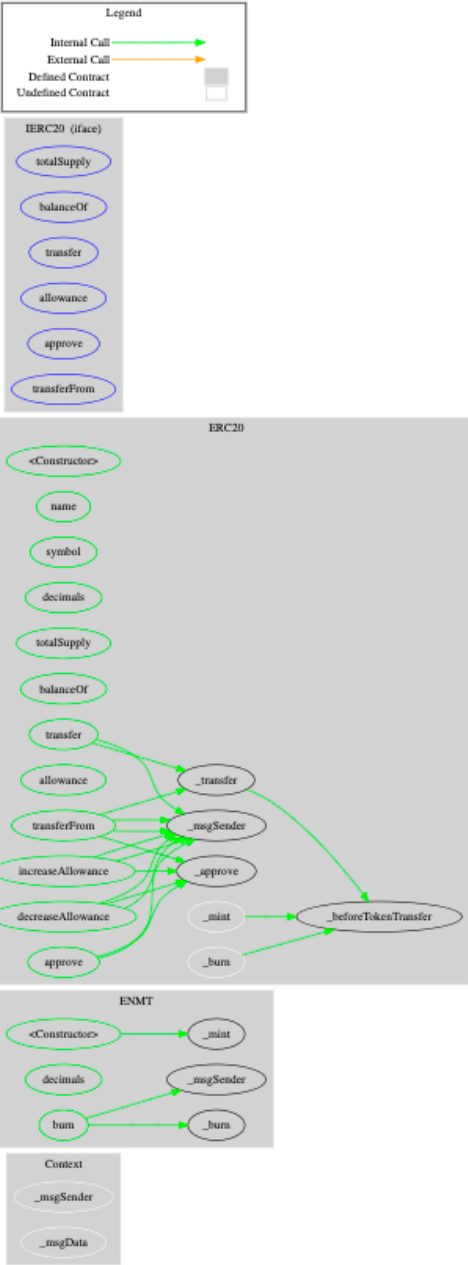 Legend
Internal Call
External Call
Defined Contract
Undefined Contract
IERC20 (iface)
totalSupply
balanceOf
transfer
allowance
approve
transferFrom
ERC20
<Constructor>
name
symbol
decimals
totalSupply
balanceOf
transfer
allowance
_transfer
transferFrom
_msgSender
increaseAllowance
_approve
decreaseAllowance
_mint
_beforeTokenTransfer
approve
_burn
ENMT
<Constructor>
_mint
decimals
_msgSender
burn
_burn
Context
_msgSender
_msgData